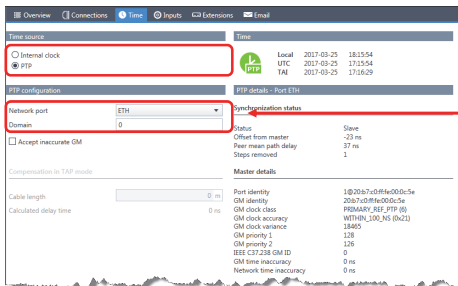 Overview Connections Time Inputs Extensions Email
Time source
Internal clock
PTP
PTP configuration
Network port ETH
Domain 0
Accept inaccurate GM
Compensation in TAP mode
Cable length 0 m
Calculated delay time 0 ns
Time
PTP
Local 2017-03-25 18:15:54
UTC 2017-03-25 17:15:54
TAI 2017-03-25 17:16:29
PTP details - Port ETH
Synchronization status
Status Slave
Offset from master -23 ns
Peer mean path delay 37 ns
Steps removed 1
Master details
Port identity 1@20:b7:c0:ff:fe:00:0c:5e
GM identity 20:b7:c0:ff:fe:00:0c:5e
GM clock class PRIMARY_REF_PTP (6)
GM clock accuracy WITHIN_100_NS (0x21)
GM clock variance 18465
GM priority 1 128
GM priority 2 126
IEEE C37.238 GM ID 0
GM time inaccuracy 0 ns
Network time inaccuracy 0 ns